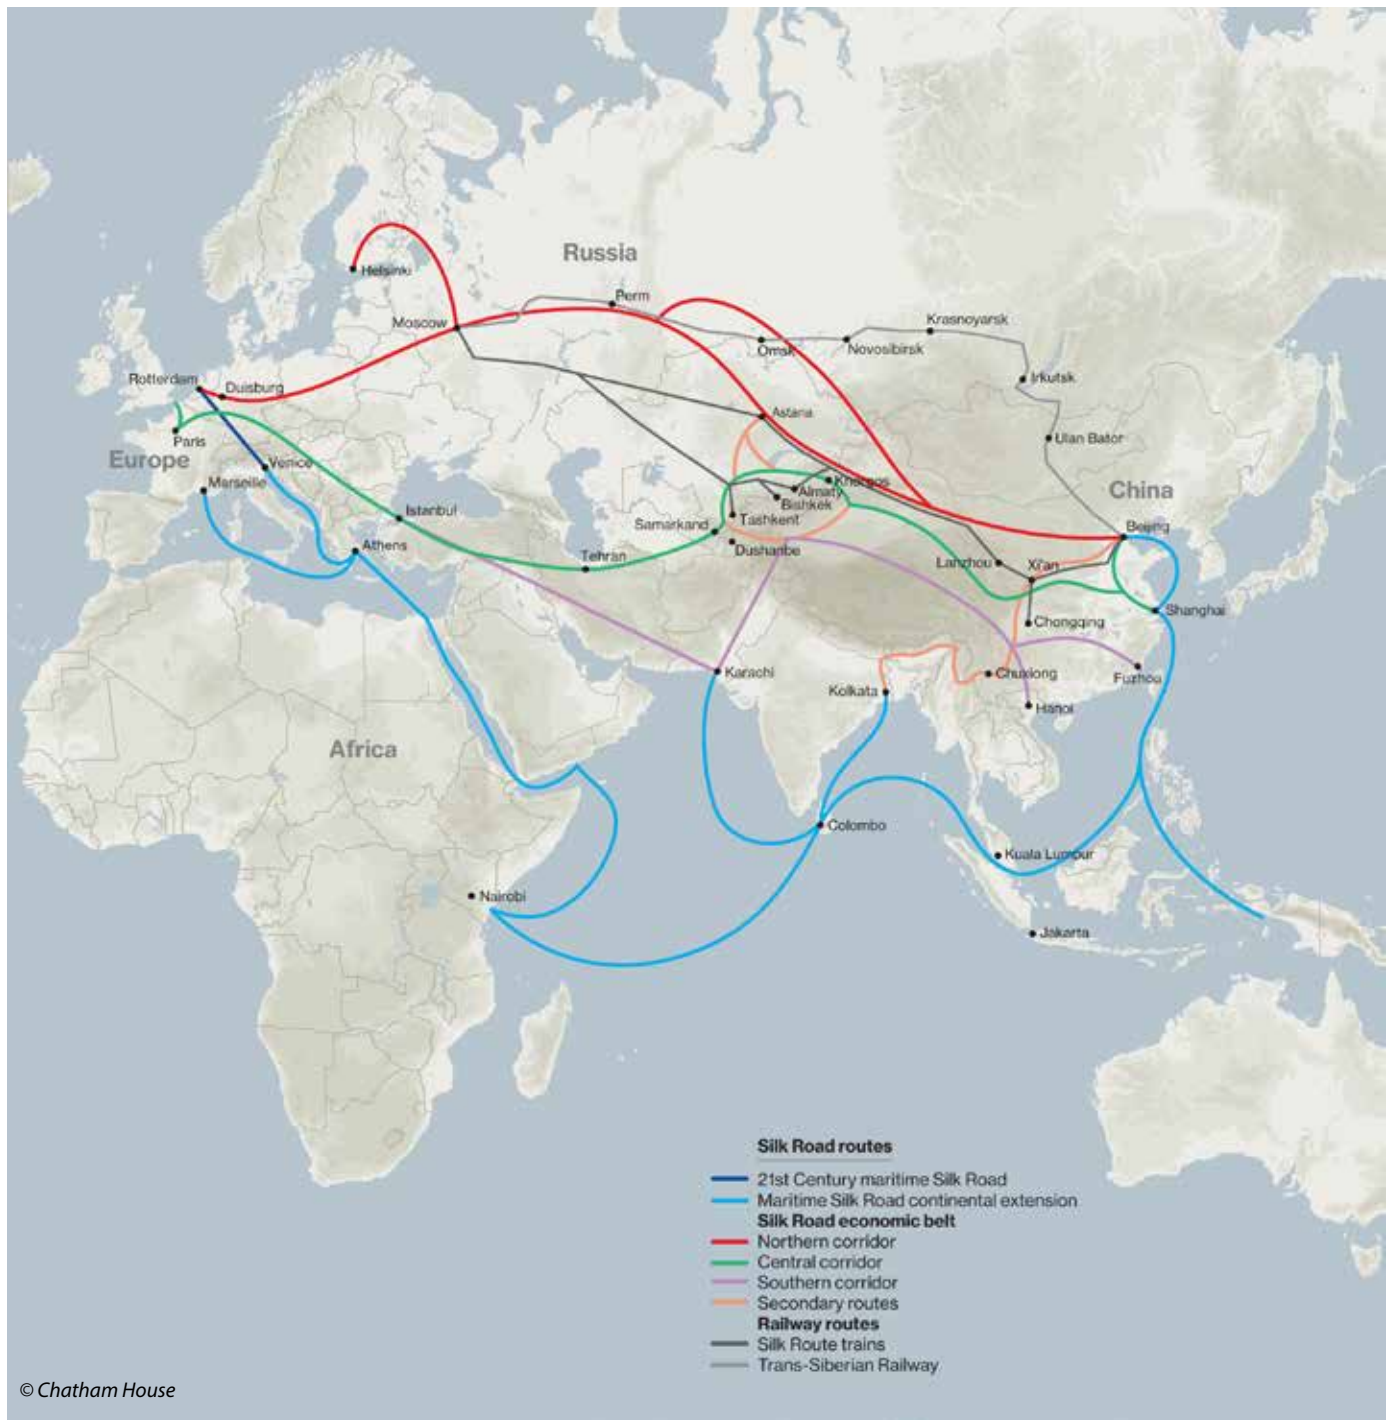 Russia
Helsinki
Perm
Moscow
Krasnoyarsk
Omsk
Novosibirsk
Irkutsk
Rotterdam
Duisburg
Astana
Ulan Bator
Paris
Europe
Venice
Marseille
Khorgos
Almaty
Bishkek
China
Istanbul
Tashkent
Samarkand
Beijing
Athens
Dushanbe
Tehran
Lanzhou
Xi'an
Shanghai
Chongqing
Karachi
Chuxiong
Fuzhou
Kolkata
Hanoi
Africa
Colombo
Kuala Lumpur
Nairobi
Jakarta
Silk Road routes
21st Century maritime Silk Road
Maritime Silk Road continental extension
Silk Road economic belt
Northern corridor
Central corridor
Southern corridor
Secondary routes
Railway routes
Silk Route trains
Trans-Siberian Railway
© Chatham House